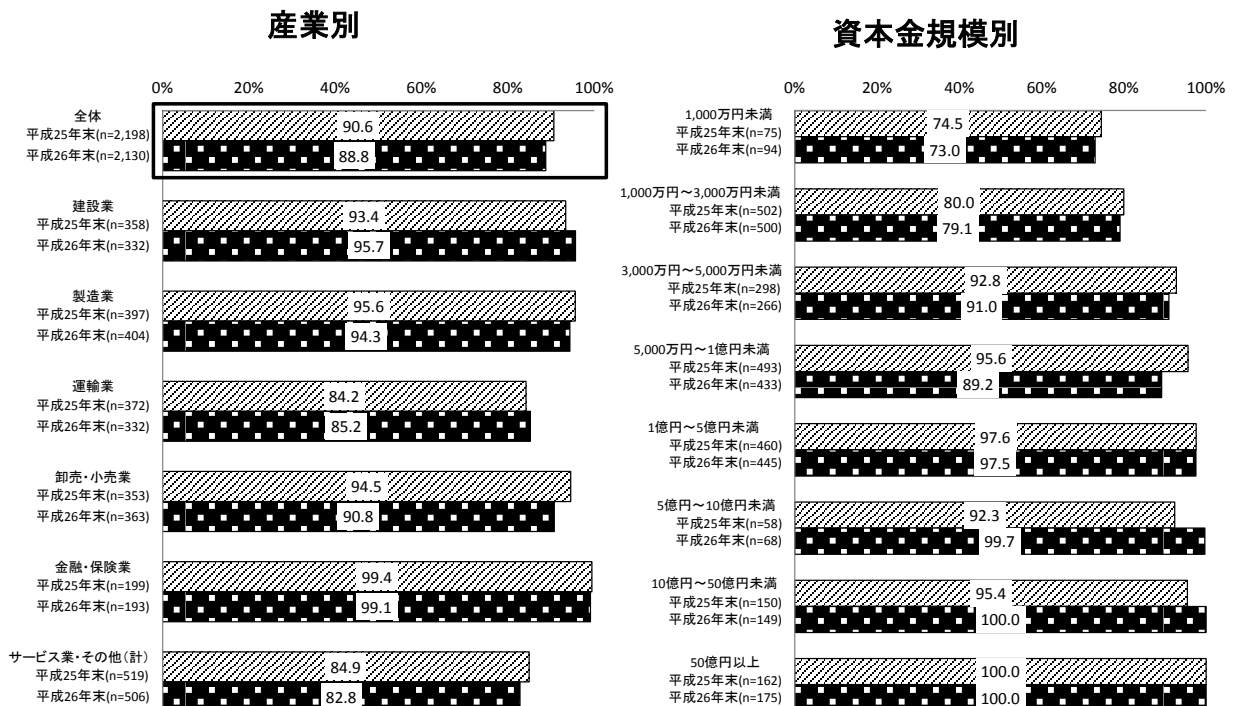 産業別
0% 20% 40% 60% 80% 100%
全体
平成25年末(n=2,198)
90.6
平成26年末(n=2,130)
88.8
建設業
平成25年末(n=358)
93.4
平成26年末(n=332)
95.7
製造業
平成25年末(n=397)
95.6
平成26年末(n=404)
94.3
運輸業
平成25年末(n=372)
84.2
平成26年末(n=332)
85.2
卸売・小売業
平成25年末(n=353)
94.5
平成26年末(n=363)
90.8
金融・保険業
平成25年末(n=199)
99.4
平成26年末(n=193)
99.1
サービス業・その他(計)
平成25年末(n=519)
84.9
平成26年末(n=506)
82.8
資本金規模別
0% 20% 40% 60% 80% 100%
1,000万円未満
平成25年末(n=75)
74.5
平成26年末(n=94)
73.0
1,000万円～3,000万円未満
平成25年末(n=502)
80.0
平成26年末(n=500)
79.1
3,000万円～5,000万円未満
平成25年末(n=298)
92.8
平成26年末(n=266)
91.0
5,000万円～1億円未満
平成25年末(n=493)
95.6
平成26年末(n=433)
89.2
1億円～5億円未満
平成25年末(n=460)
97.6
平成26年末(n=445)
97.5
5億円～10億円未満
平成25年末(n=58)
92.3
平成26年末(n=68)
99.7
10億円～50億円未満
平成25年末(n=150)
95.4
平成26年末(n=149)
100.0
50億円以上
平成25年末(n=162)
100.0
平成26年末(n=175)
100.0